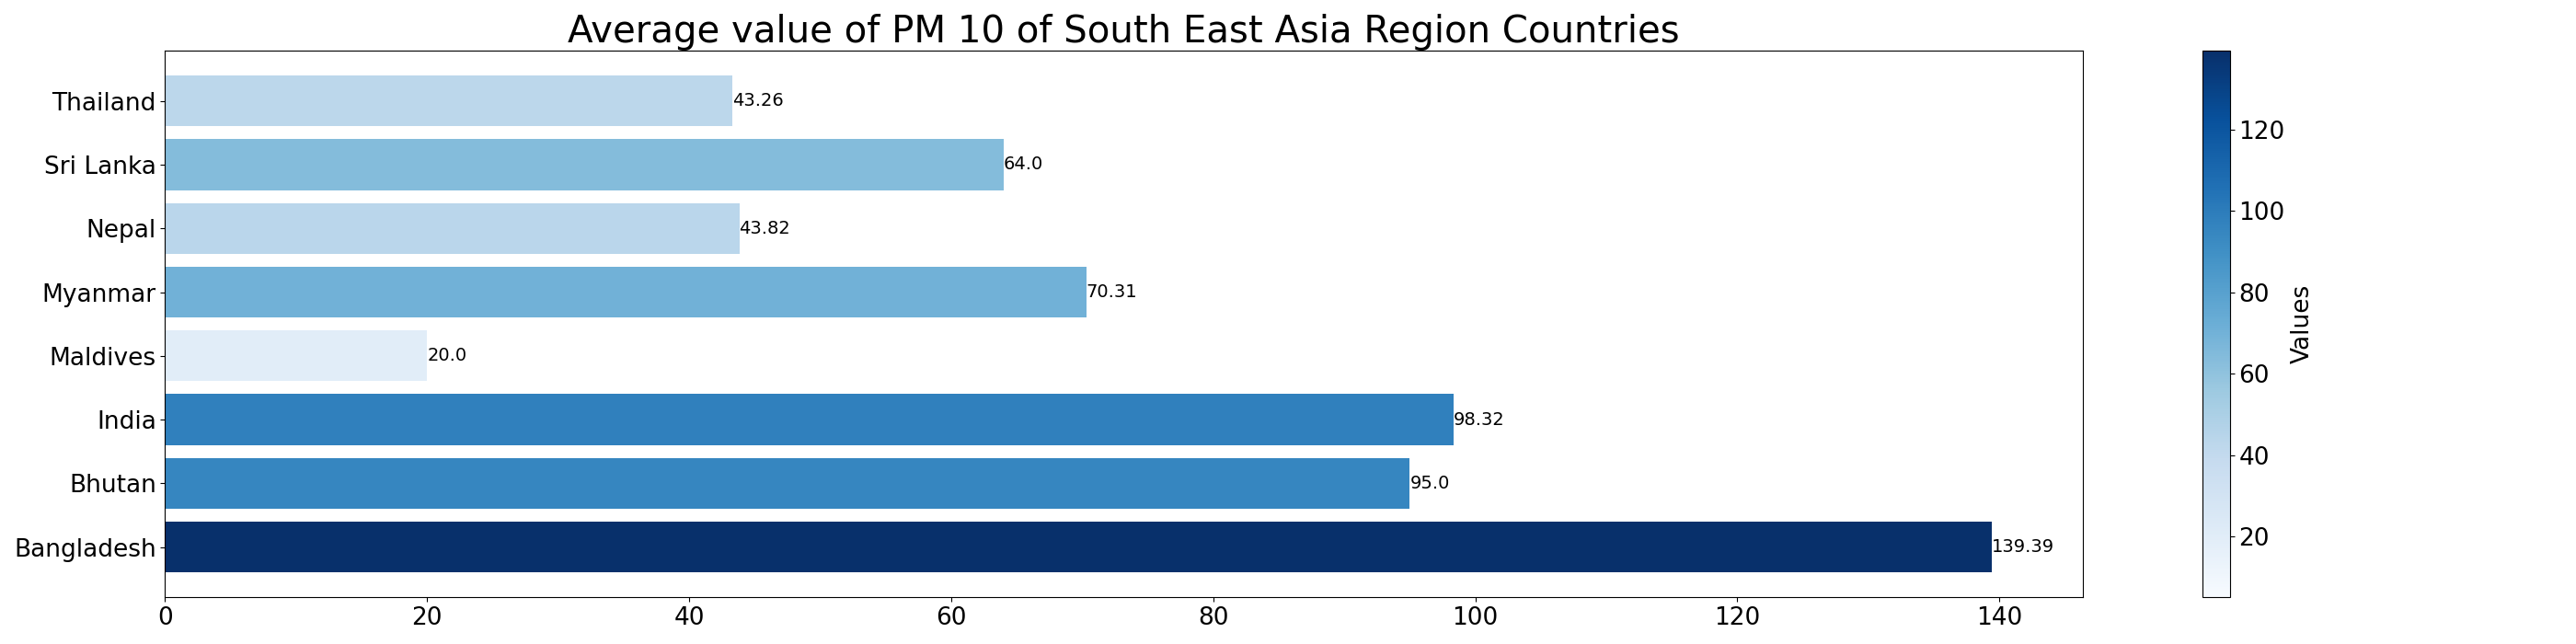 Average value of PM 10 of South East Asia Region Countries
Thailand 43.26
Sri Lanka 64.0
Nepal 43.82
Myanmar 70.31
Maldives 20.0
India 98.32
Bhutan 95.0
Bangladesh 139.39
0 20 40 60 80 100 120 140
120
100
80
60
40
20
Values